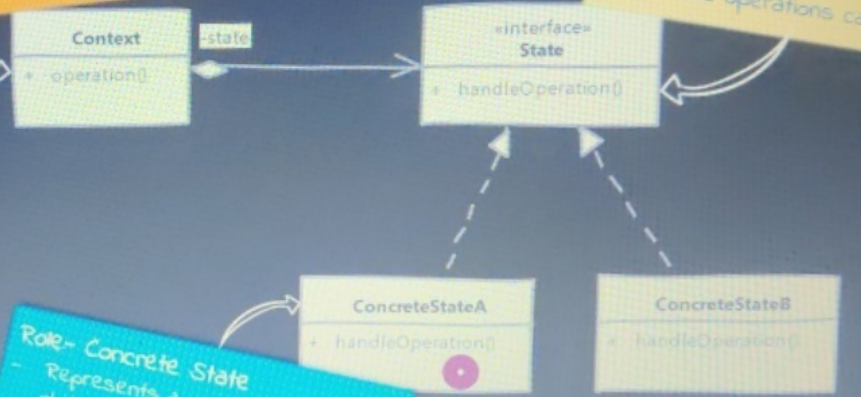 operations
Context
-state
«interface»
State
+ operation()
+ handleOperation()
ConcreteStateA
ConcreteStateB
+ handleOperation()
+ handleOperation()
Role- Concrete State
- Represents